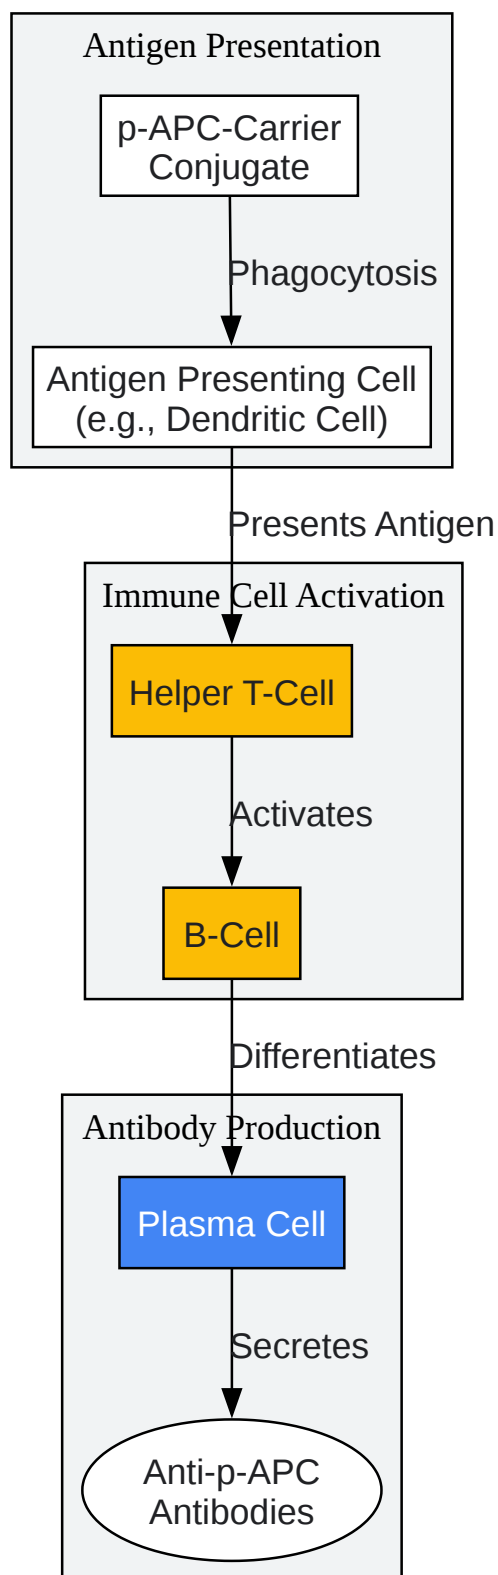 Antigen Presentation
p-APC-Carrier
Conjugate
Phagocytosis
Antigen Presenting Cell
(e.g., Dendritic Cell)
Presents Antigen
Immune Cell Activation
Helper T-Cell
Activates
B-Cell
Differentiates
Antibody Production
Plasma Cell
Secretes
Anti-p-APC
Antibodies